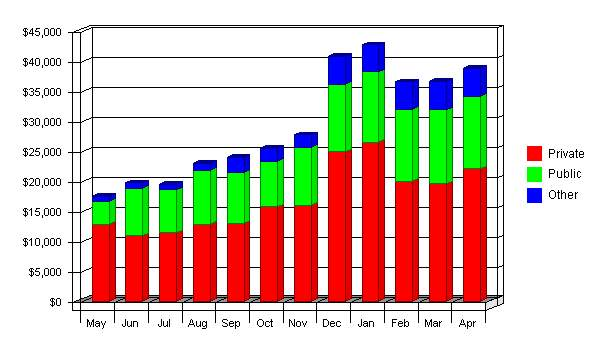 $45,000
$40,000
$35,000
$30,000
$25,000
$20,000
$15,000
$10,000
$5,000
$0
May Jun Jul Aug Sep Oct Nov Dec Jan Feb Mar Apr
Private
Public
Other